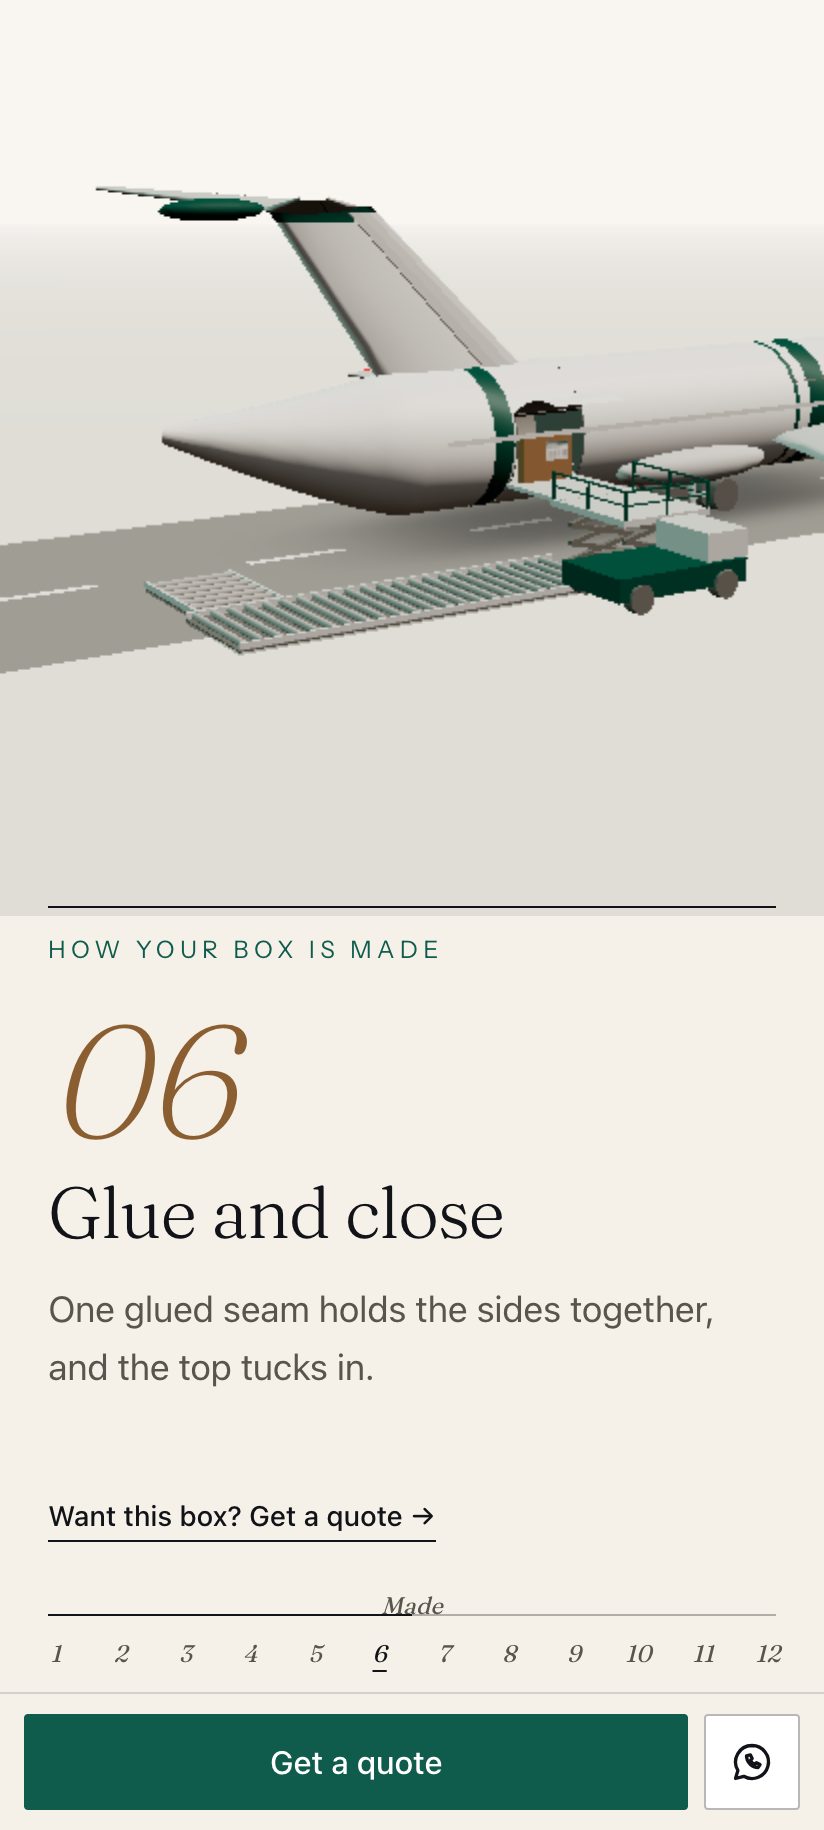 HOW YOUR BOX IS MADE
06
Glue and close
One glued seam holds the sides together,
and the top tucks in.
Want this box? Get a quote →
Made
1 2 3 4 5 6 7 8 9 10 11 12
Get a quote